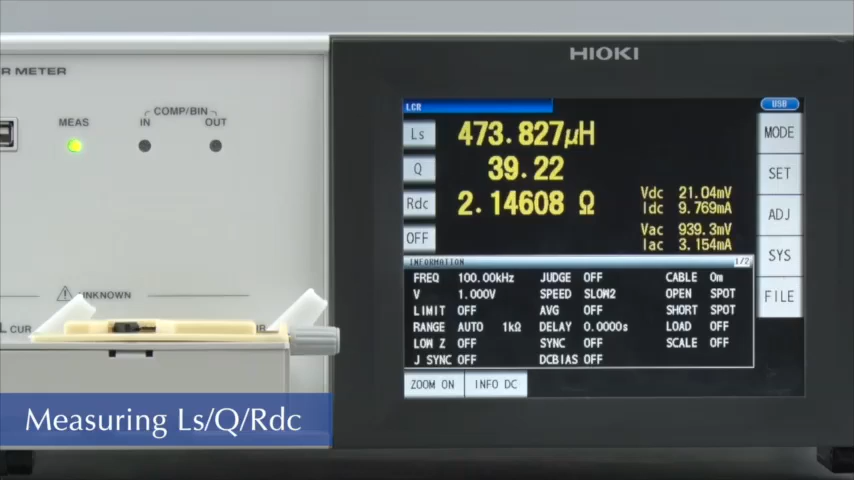 R METER
MEAS
COMP/BIN
IN
OUT
UNKNOWN
L CUR
Measuring Ls/Q/Rdc
HIOKI
LCR
USB
Ls 473.827μH
Q 39.22
Rdc 2.14608 Ω
OFF
Vdc 21.04mV
Idc 9.769mA
Vac 939.3mV
Iac 3.154mA
MODE
SET
ADJ
SYS
FILE
INFORMATION 1/2
FREQ 100.00kHz JUDGE OFF CABLE 0m
V 1.000V SPEED SLOW2 OPEN SPOT
LIMIT OFF AVG OFF SHORT SPOT
RANGE AUTO 1kΩ DELAY 0.0000s LOAD OFF
LOW Z OFF SYNC OFF SCALE OFF
J SYNC OFF DCBIAS OFF
ZOOM ON INFO DC